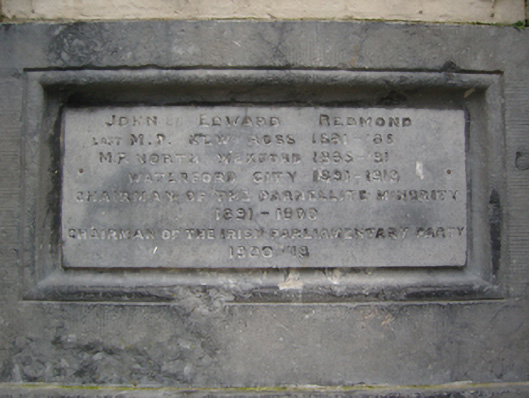 JOHN EDWARD REDMOND
LAST M.P. NEW ROSS 1881-'85
M.P. NORTH WEXFORD 1885-91
" WATERFORD CITY 1891-1918 "
CHAIRMAN OF THE PARNELLITE MINORITY
1891-1900
CHAIRMAN OF THE IRISH PARLIAMENTARY PARTY
1900-'18